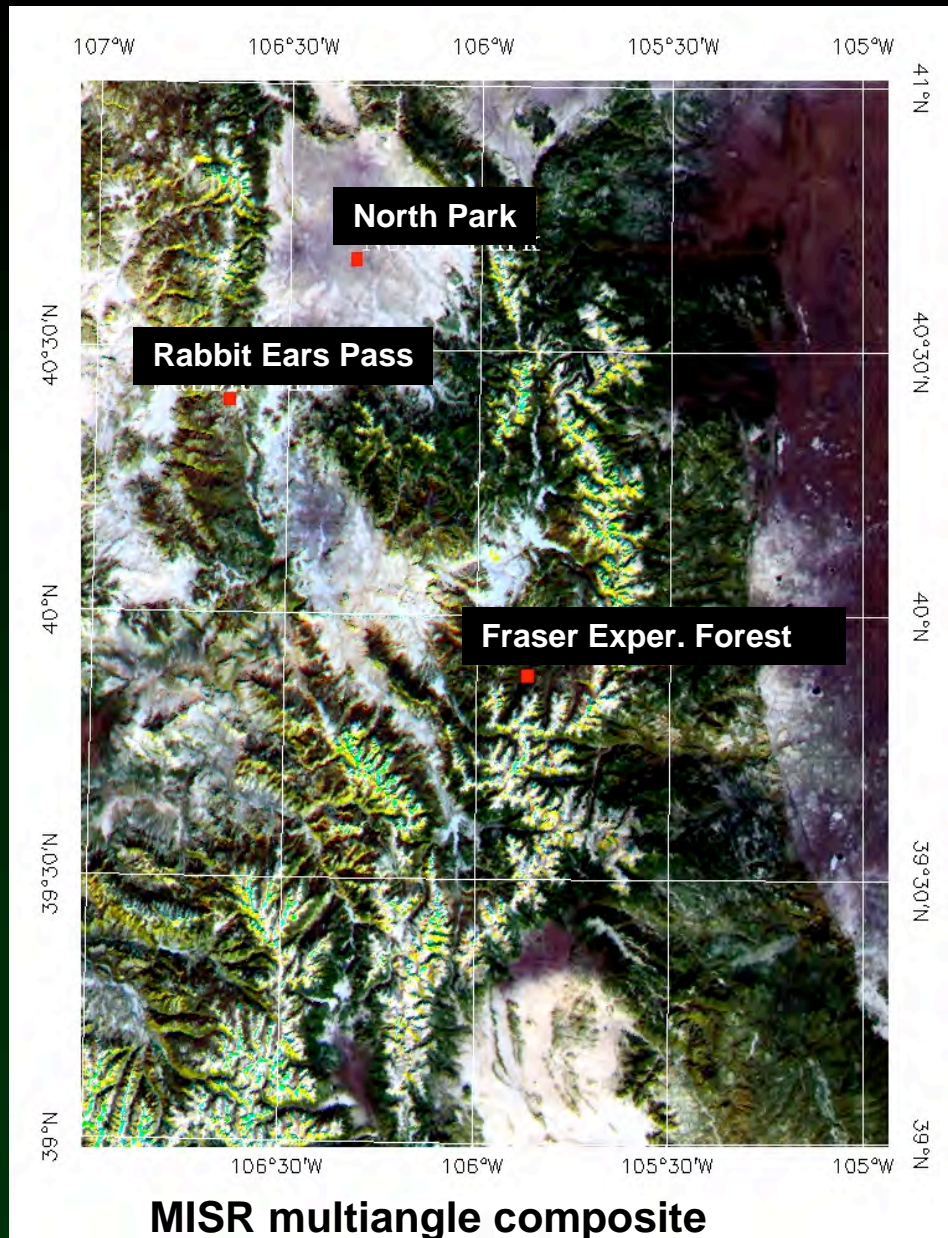 107°W 106°30'W 106°W 105°30'W 105°W
41°N
North Park
40°30'N 40°30'N
Rabbit Ears Pass
40°N 40°N
Fraser Exper. Forest
39°30'N 39°30'N
39°N 39°N
106°30'W 106°W 105°30'W 105°W
MISR multiangle composite